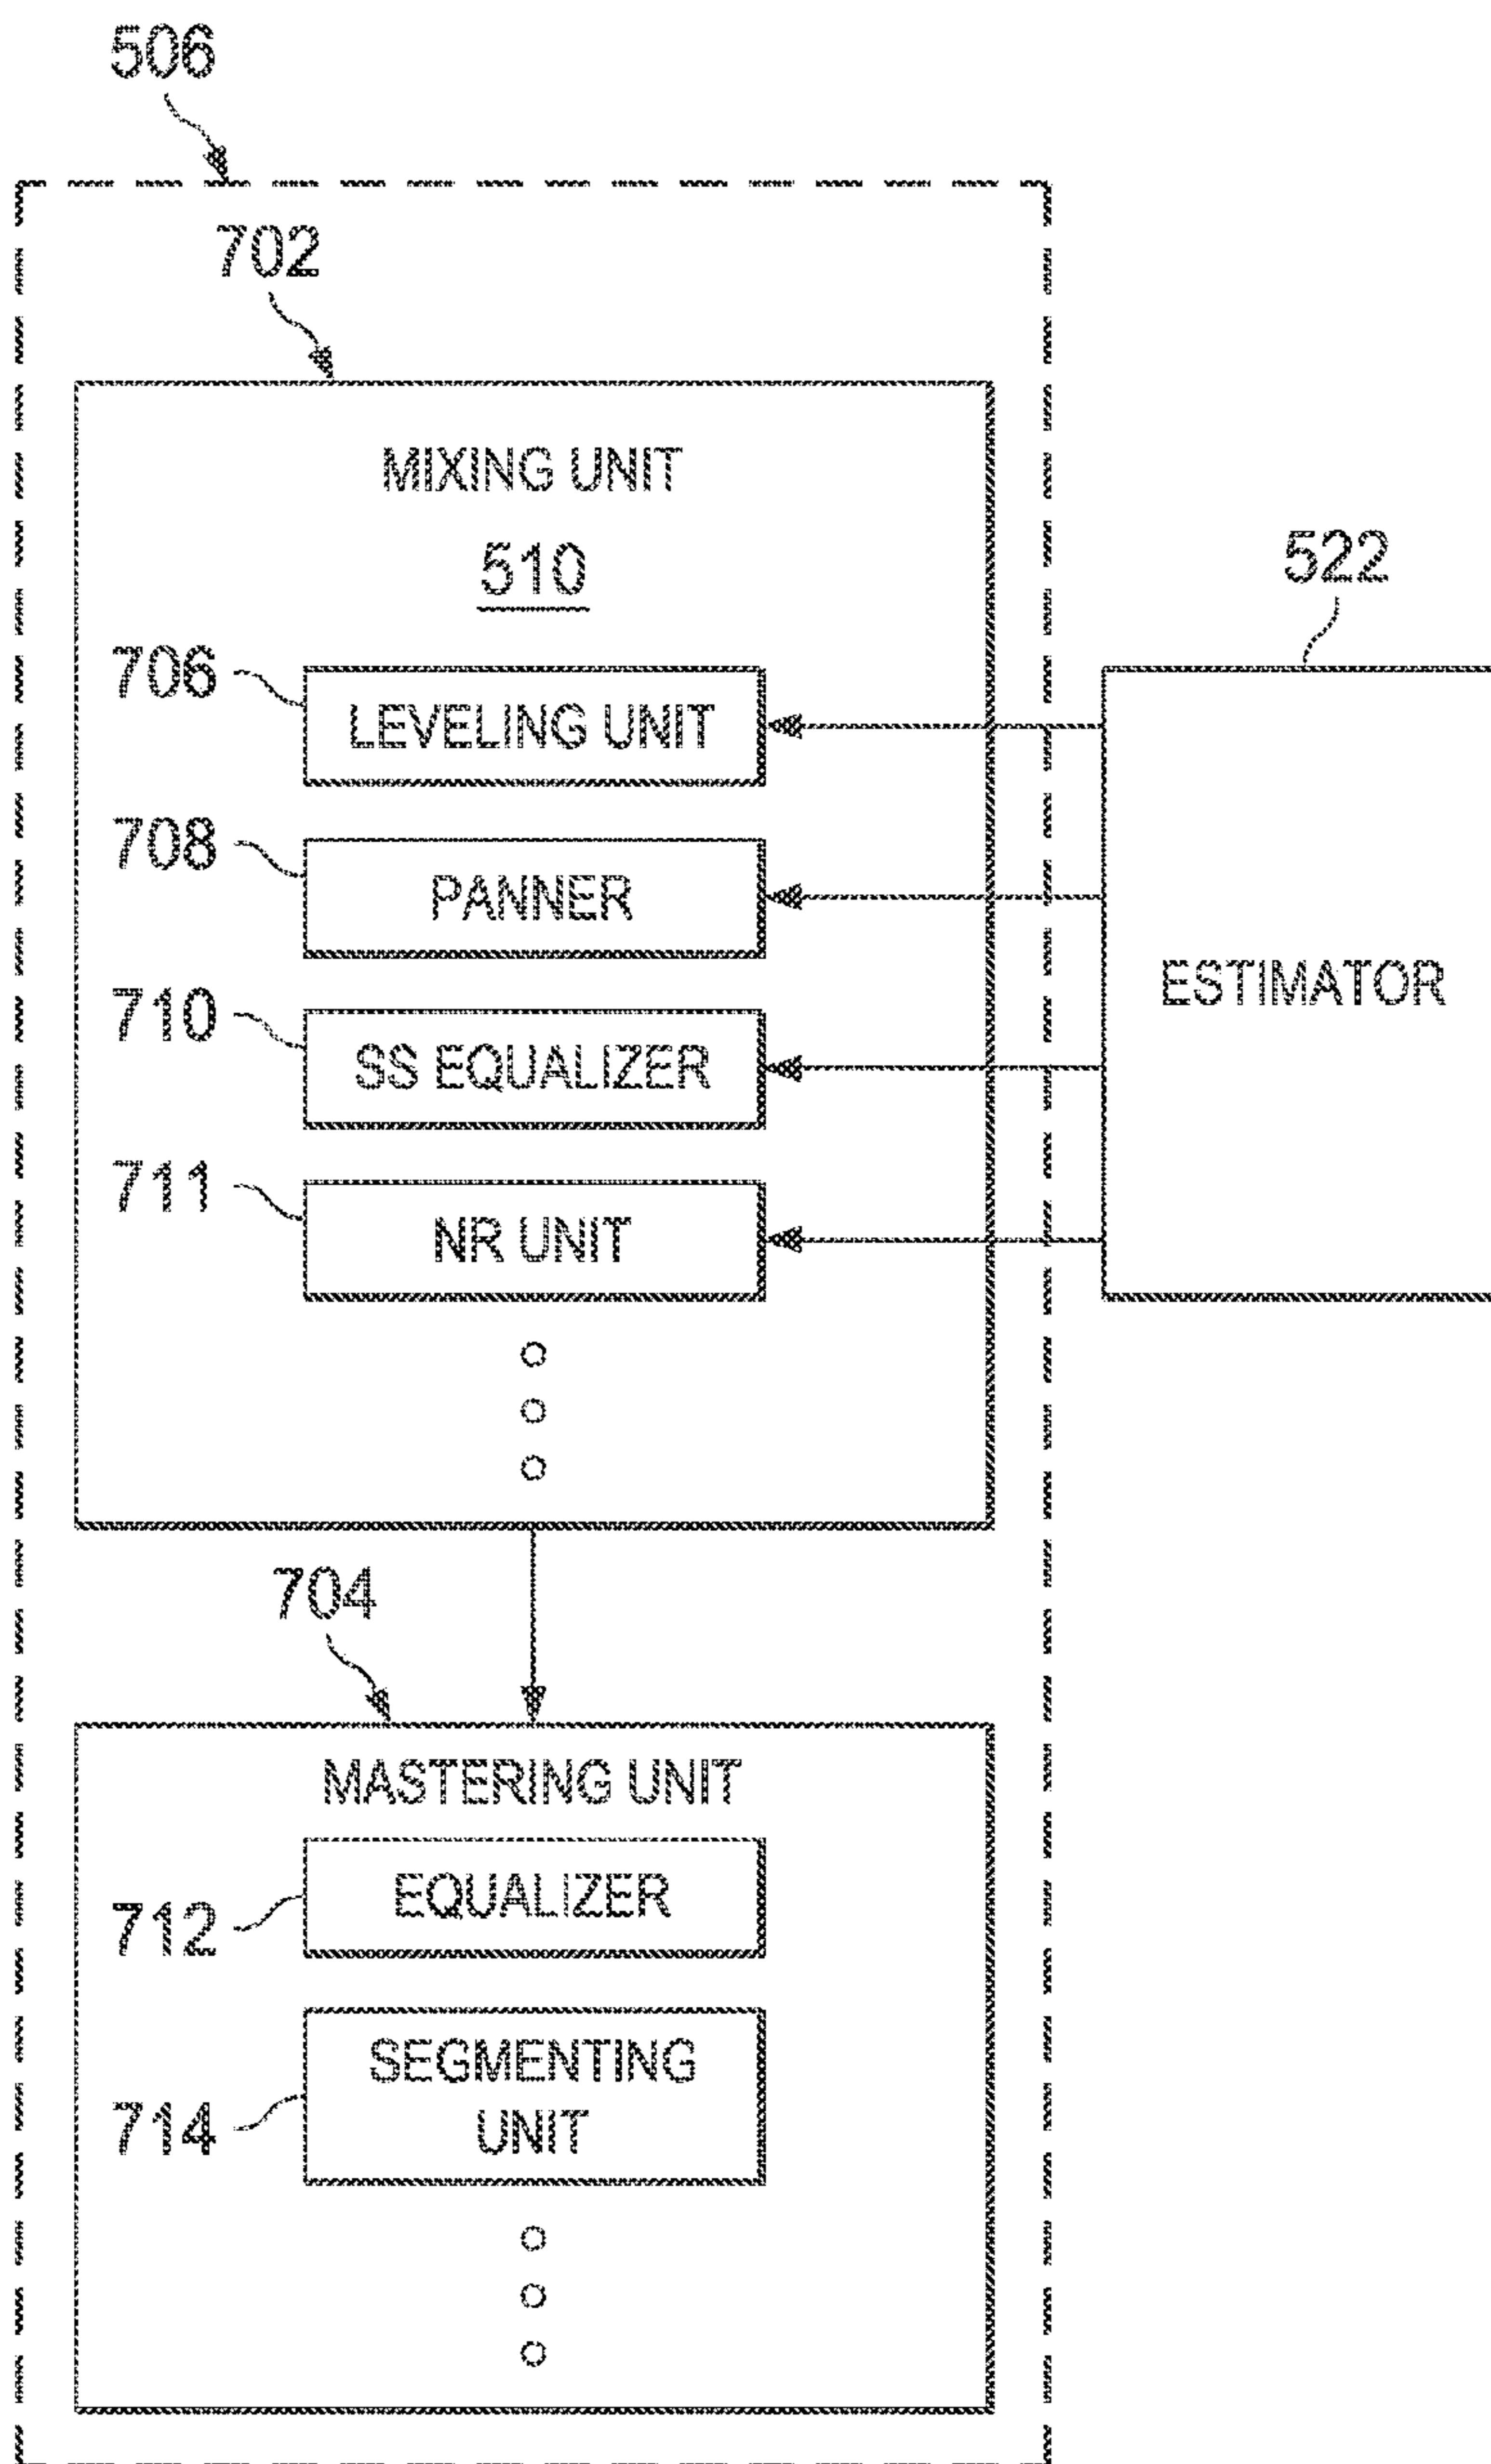 506
702
MIXING UNIT
510
522
706
LEVELING UNIT
708
PANNER
ESTIMATOR
710
SS EQUALIZER
711
NR UNIT
704
MASTERING UNIT
712
EQUALIZER
714
SEGMENTING
UNIT